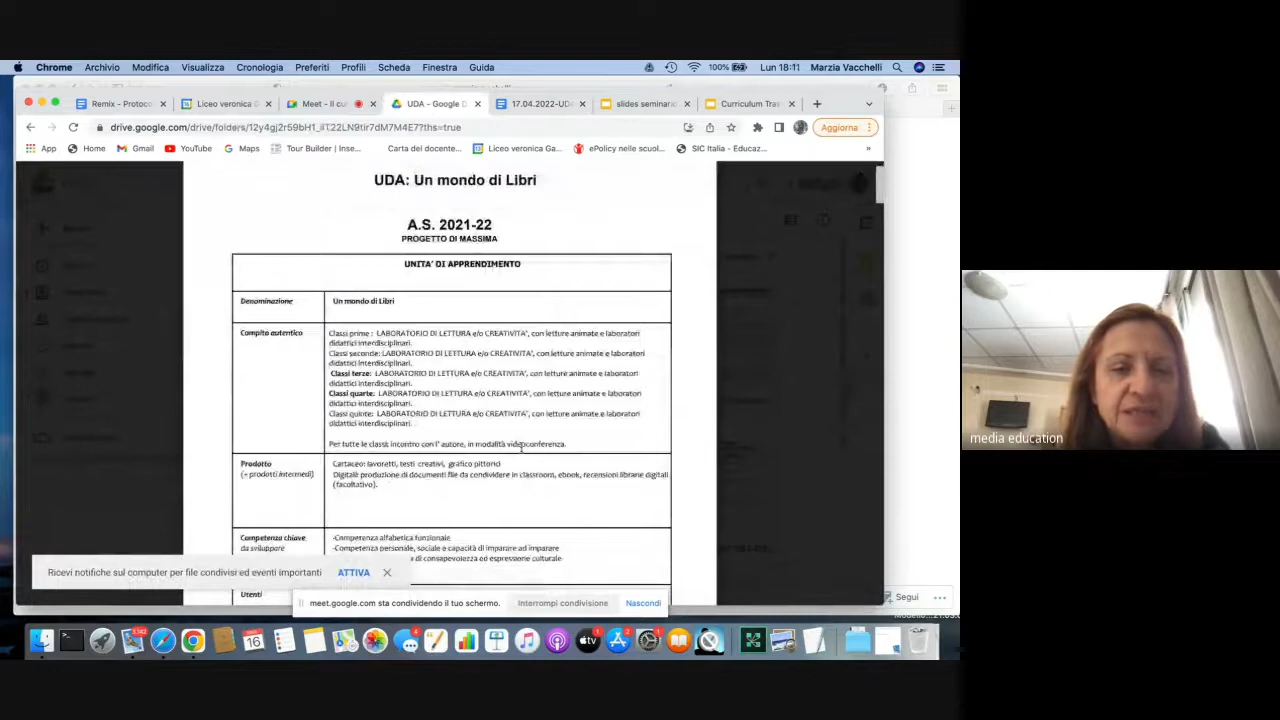 Chrome Archivio Modifica Visualizza Cronologia Preferiti Profili Scheda Finestra Guida 100% Lun 18:11 Marzia Vacchelli
Remix - Protoco Liceo veronica G Meet - Il cu UDA - Google D 17.04.2022-UD slides seminario Curriculum Tras
drive.google.com/drive/folders/12y4gj2r59bH1_iIT22LN9tir7dM7M4E7?ths=true Aggiorna
App Home Gmail YouTube Maps Tour Builder | Inse... Carta del docente... Liceo veronica Ga... ePolicy nelle scuol... SIC Italia - Educaz... »
UDA: Un mondo di Libri
A.S. 2021-22
PROGETTO DI MASSIMA
UNITA' DI APPRENDIMENTO
Denominazione Un mondo di Libri
Compito autentico Classi prime : LABORATORIO DI LETTURA e/o CREATIVITA', con letture animate e laboratori
didattici interdisciplinari.
Classi seconde: LABORATORIO DI LETTURA e/o CREATIVITA', con letture animate e laboratori
didattici interdisciplinari.
Classi terze: LABORATORIO DI LETTURA e/o CREATIVITA', con letture animate e laboratori
didattici interdisciplinari.
Classi quarte: LABORATORIO DI LETTURA e/o CREATIVITA', con letture animate e laboratori
didattici interdisciplinari.
Classi quinte: LABORATORIO DI LETTURA e/o CREATIVITA', con letture animate e laboratori
didattici interdisciplinari.
Per tutte le classi: incontro con l' autore, in modalità videoconferenza.
Prodotto Cartaceo: lavoretti, testi creativi, grafico pittorici
(+ prodotti intermedi) Digitali: produzione di documenti file da condividere in classroom, ebook, recensioni librarie digitali
(facoltativo).
Competenza chiave -Competenza alfabetica funzionale
da sviluppare -Competenza personale, sociale e capacità di imparare ad imparare
a di consapevolezza ed espressione culturale
Utenti
Ricevi notifiche sul computer per file condivisi ed eventi importanti ATTIVA
meet.google.com sta condividendo il tuo schermo. Interrompi condivisione Nascondi
Segui
media education